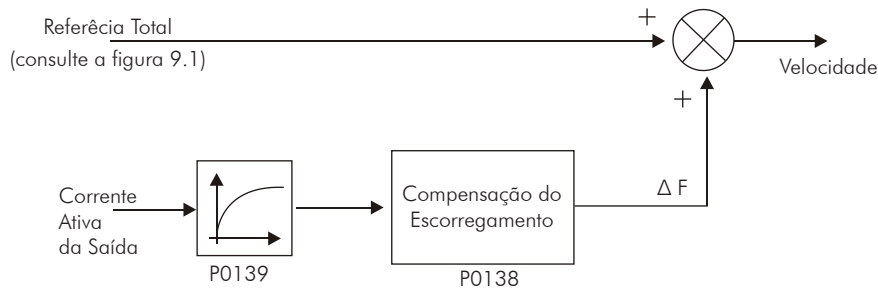 Referêcia Total
(consulte a figura 9.1)
+
Velocidade
+
Δ F
Corrente
Ativa
da Saída
P0139
Compensação do
Escorregamento
P0138